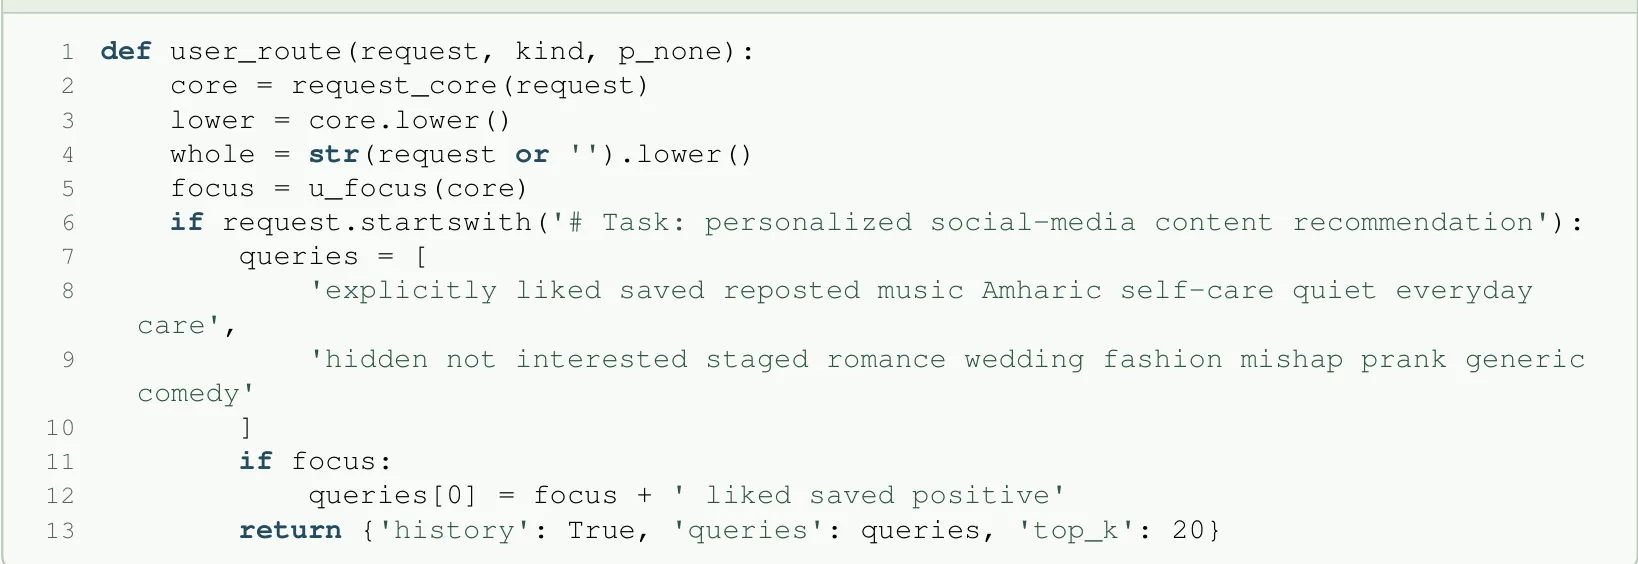 1 def user_route(request, kind, p_none):
2     core = request_core(request)
3     lower = core.lower()
4     whole = str(request or '').lower()
5     focus = u_focus(core)
6     if request.startswith('# Task: personalized social-media content recommendation'):
7         queries = [
8             'explicitly liked saved reposted music Amharic self-care quiet everyday
care',
9             'hidden not interested staged romance wedding fashion mishap prank generic
comedy'
10         ]
11         if focus:
12             queries[0] = focus + ' liked saved positive'
13         return {'history': True, 'queries': queries, 'top_k': 20}